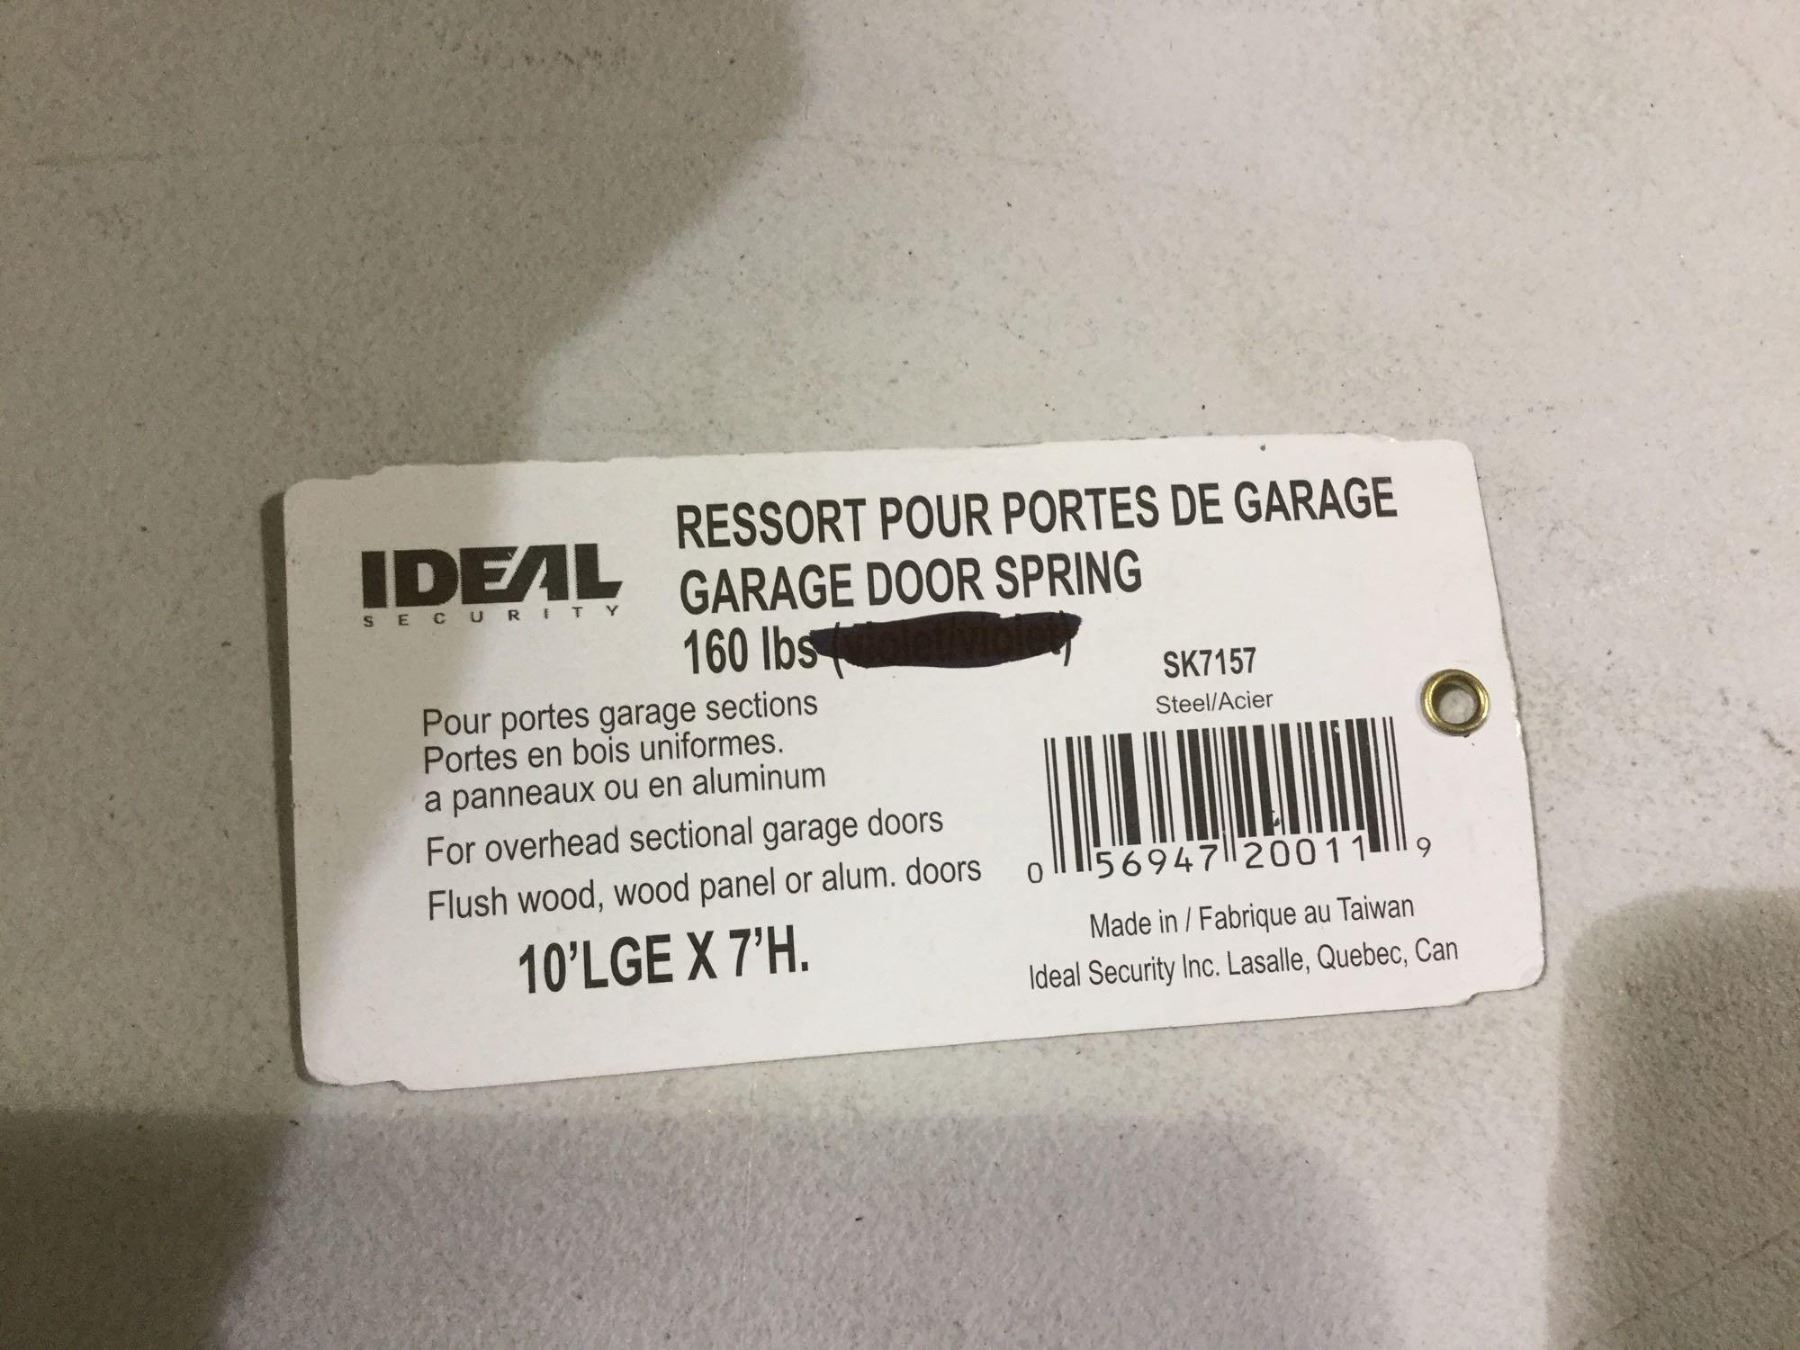 IDEAL
SECURITY
RESSORT POUR PORTES DE GARAGE
GARAGE DOOR SPRING
160 lbs (violet/violet)
Pour portes garage sections
Portes en bois uniformes.
a panneaux ou en aluminum
For overhead sectional garage doors
Flush wood, wood panel or alum. doors
10'LGE X 7'H.
SK7157
Steel/Acier
0 56947 20011 9
Made in / Fabrique au Taiwan
Ideal Security Inc. Lasalle, Quebec, Can